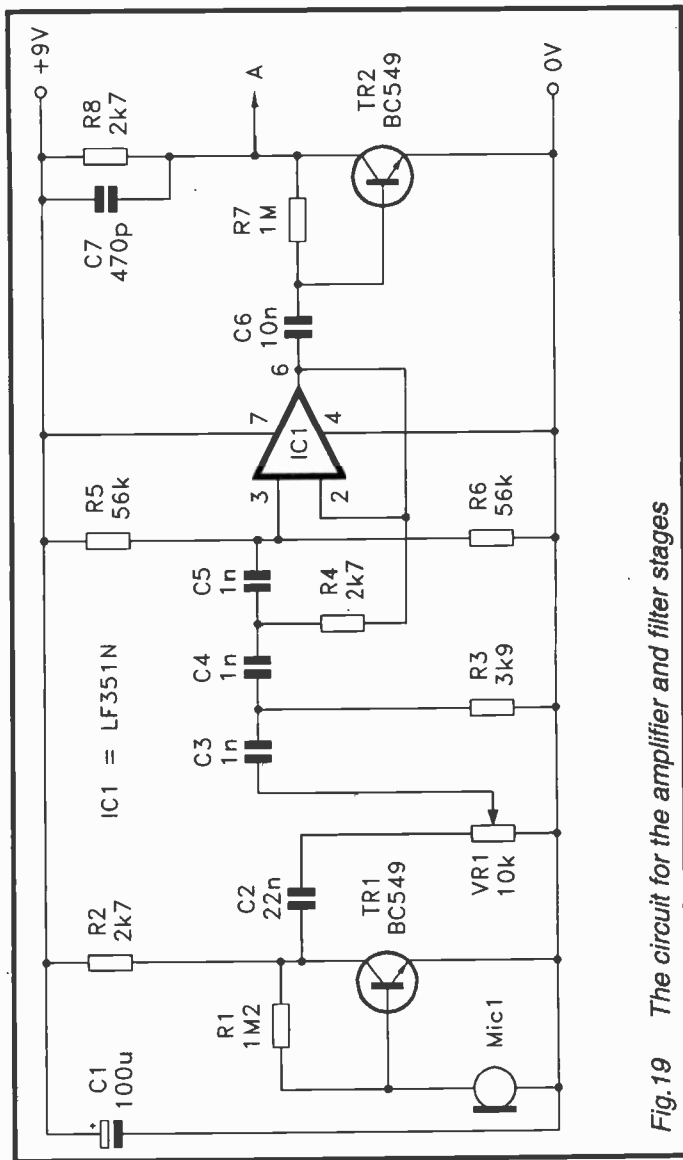 +9V
R8
2k7
C7
470p
A
TR2
BC549
R7
1M
C6
10n
6
7
4
IC1
3
2
R5
56k
R6
56k
C5
1n
R4
2k7
C4
1n
R3
3k9
C3
1n
IC1 = LF351N
C2
22n
VR1
10k
R2
2k7
TR1
BC549
R1
1M2
Mic1
+
C1
100u
0V
Fig.19 The circuit for the amplifier and filter stages